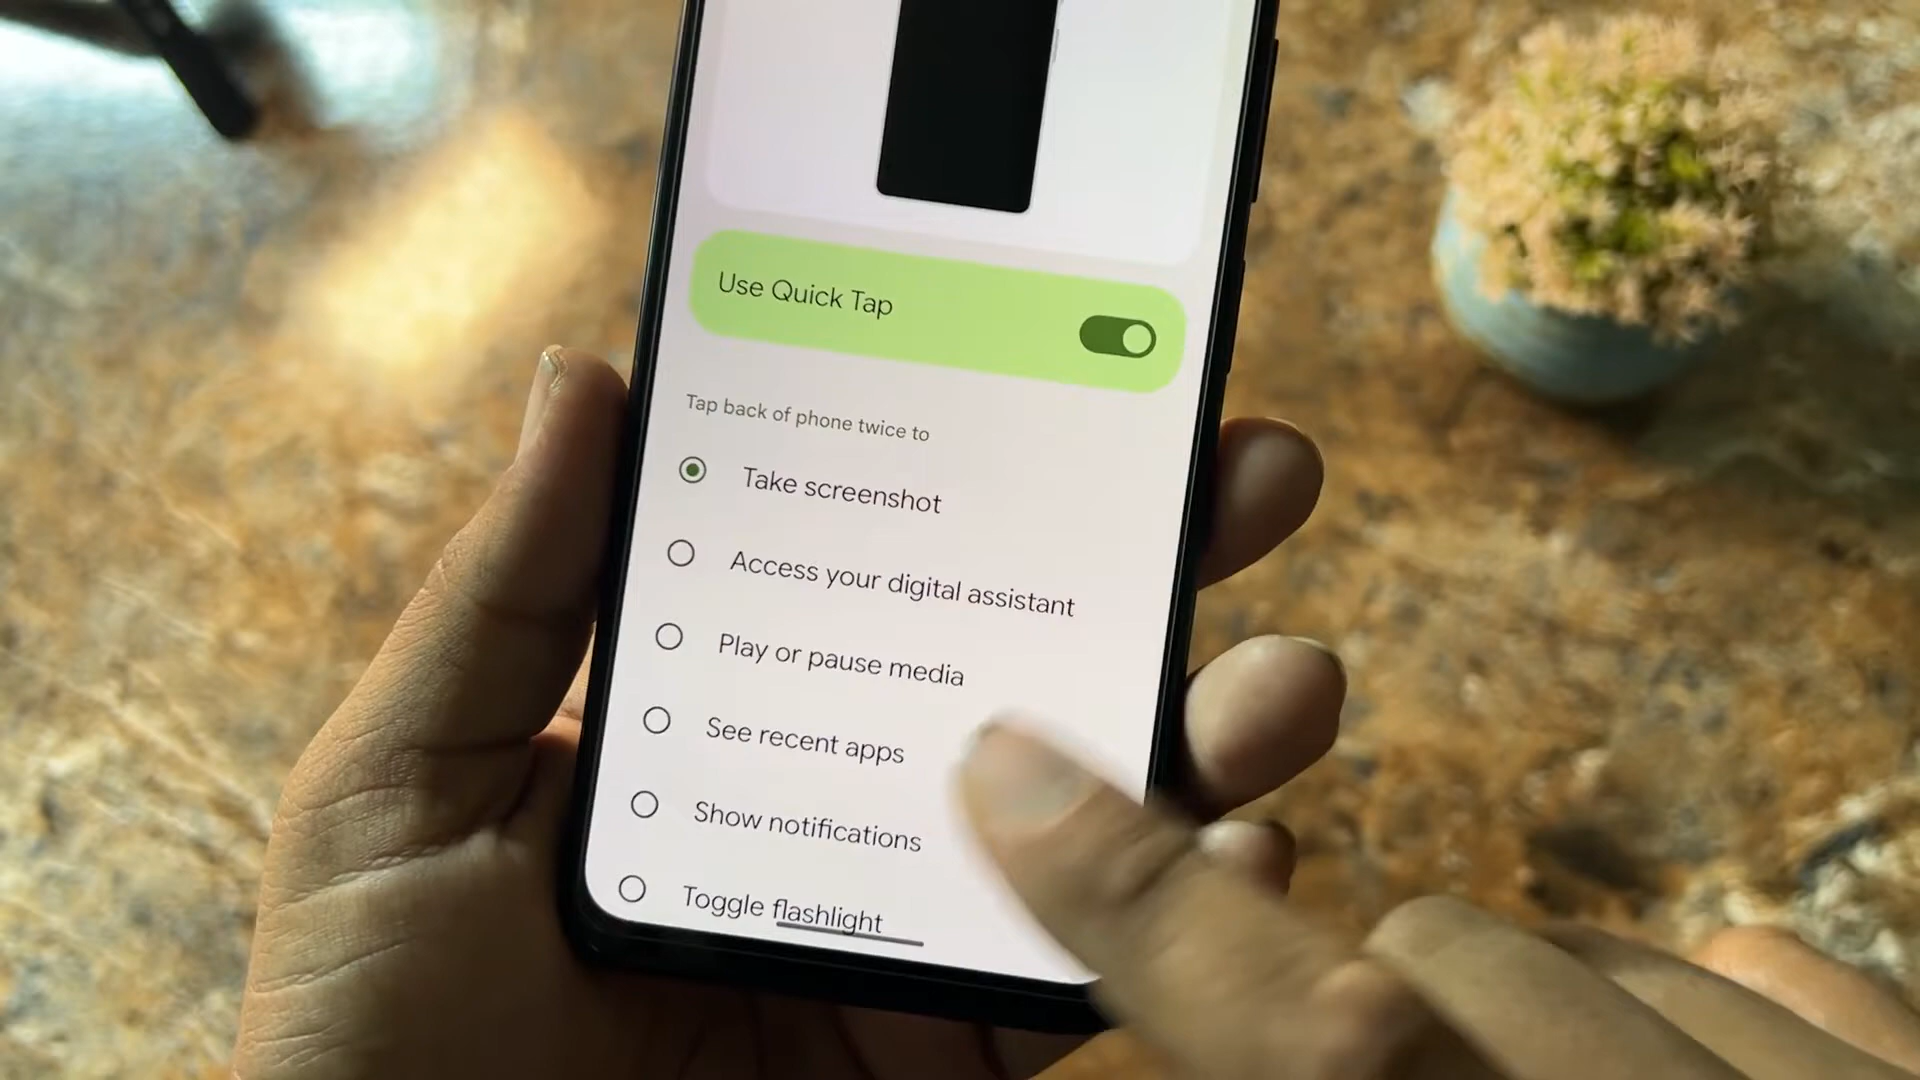 Use Quick Tap
Tap back of phone twice to
Take screenshot
Access your digital assistant
Play or pause media
See recent apps
Show notifications
Toggle flashlight